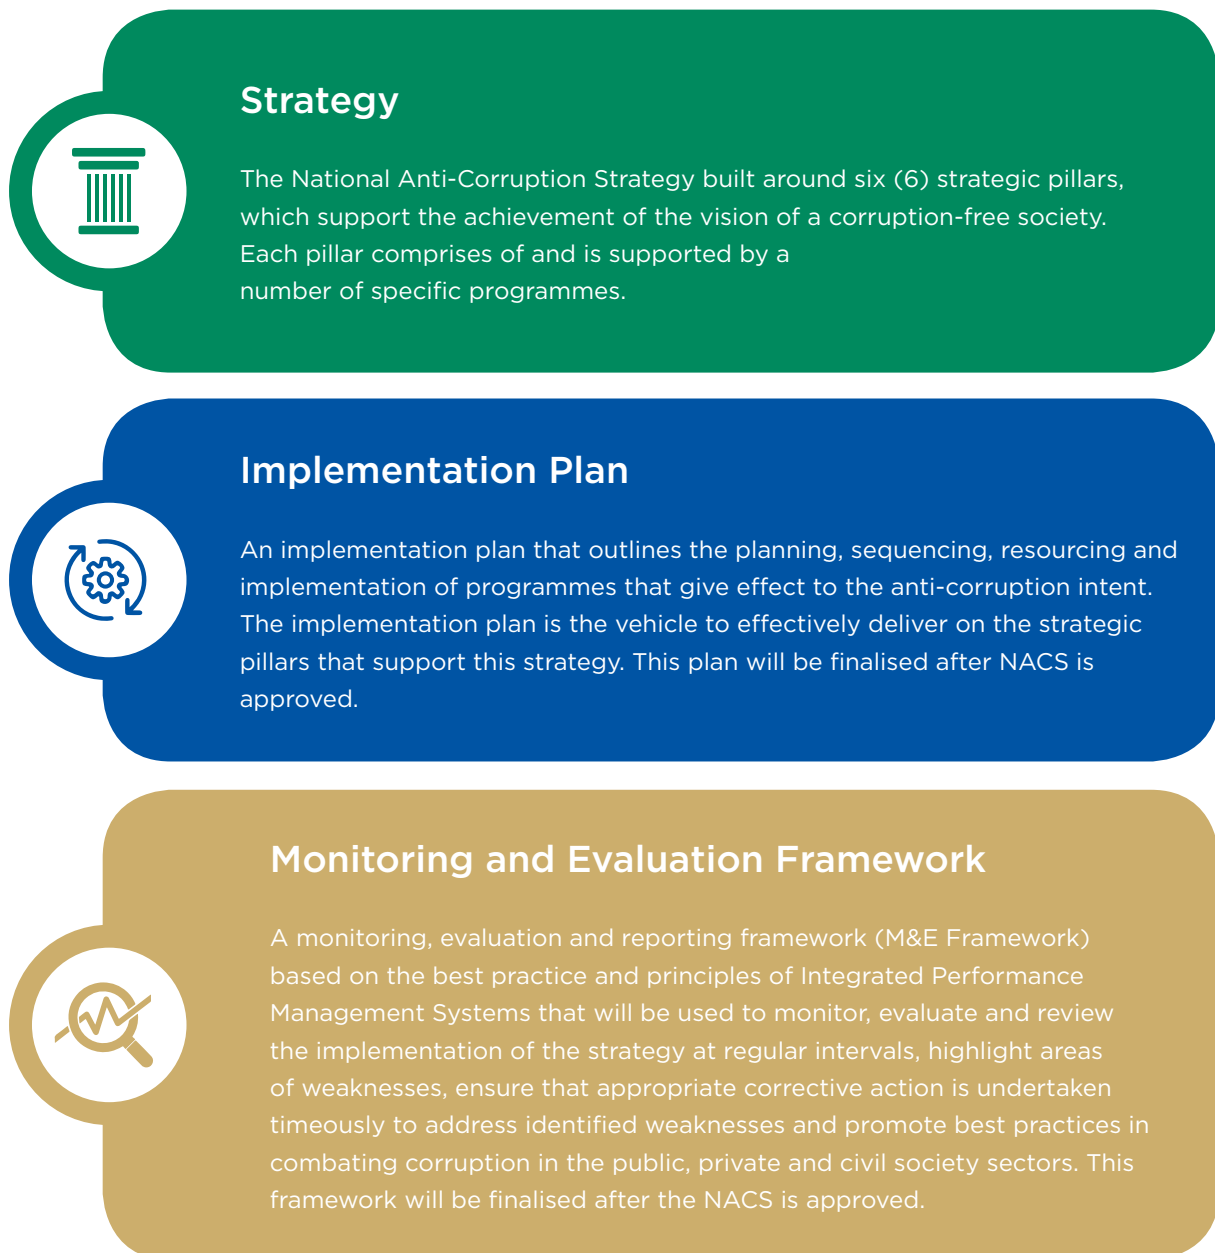 Strategy
The National Anti-Corruption Strategy built around six (6) strategic pillars,
which support the achievement of the vision of a corruption-free society.
Each pillar comprises of and is supported by a
number of specific programmes.
Implementation Plan
An implementation plan that outlines the planning, sequencing, resourcing and
implementation of programmes that give effect to the anti-corruption intent.
The implementation plan is the vehicle to effectively deliver on the strategic
pillars that support this strategy. This plan will be finalised after NACS is
approved.
Monitoring and Evaluation Framework
A monitoring, evaluation and reporting framework (M&E Framework)
based on the best practice and principles of Integrated Performance
Management Systems that will be used to monitor, evaluate and review
the implementation of the strategy at regular intervals, highlight areas
of weaknesses, ensure that appropriate corrective action is undertaken
timeously to address identified weaknesses and promote best practices in
combating corruption in the public, private and civil society sectors. This
framework will be finalised after the NACS is approved.